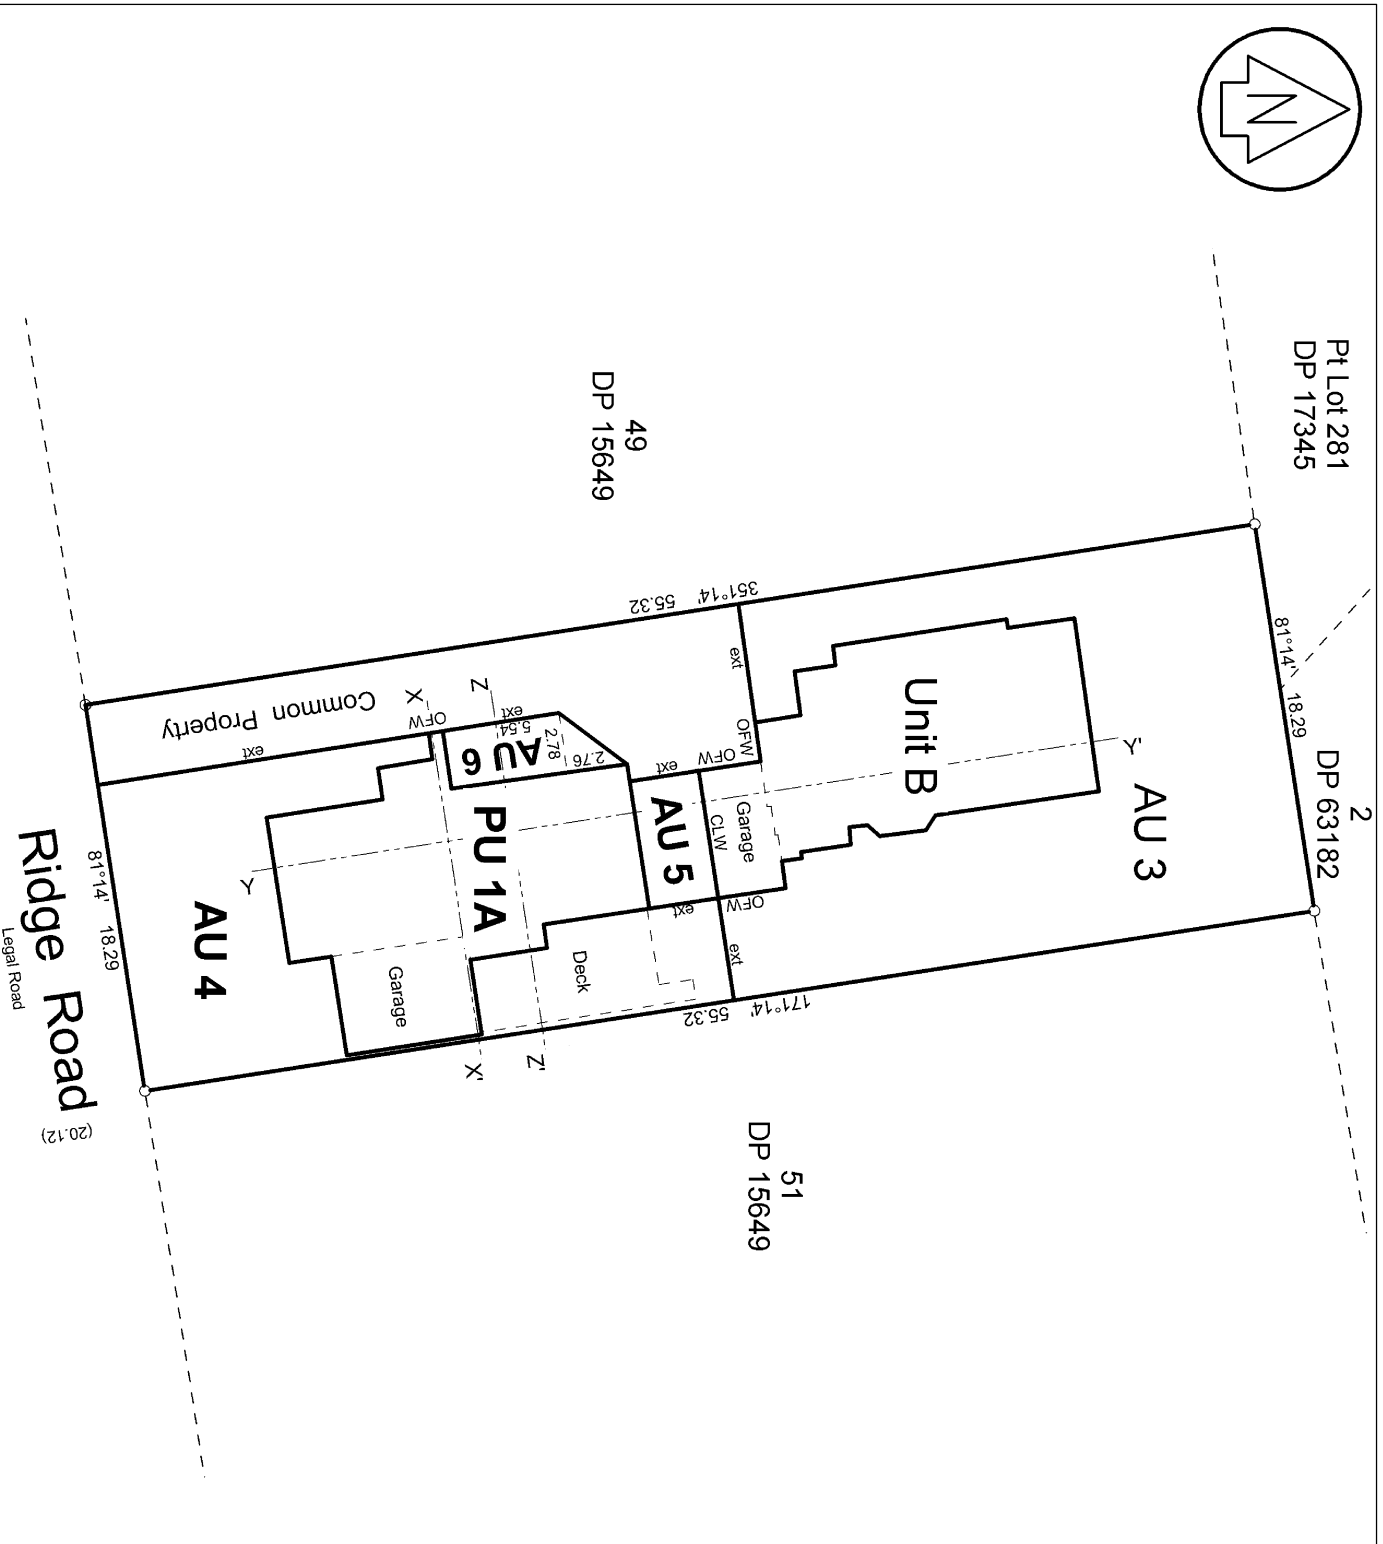 N
Pt Lot 281
DP 17345
2
DP 63182
81°14' 18.29
49
DP 15649
351°14' 55.32
ext
OFW
OFW
ext
Unit B
Y'
AU 3
Garage
CLW
AU 5
OFW
ext
ext
171°14' 55.32
Common Property
ext
X
OFW
Z
ext
5.54
2.78
2.76
AU 6
PU 1A
Y
AU 4
Garage
Deck
X'
Z'
51
DP 15649
81°14' 18.29
Ridge Road
Legal Road
(20.12)